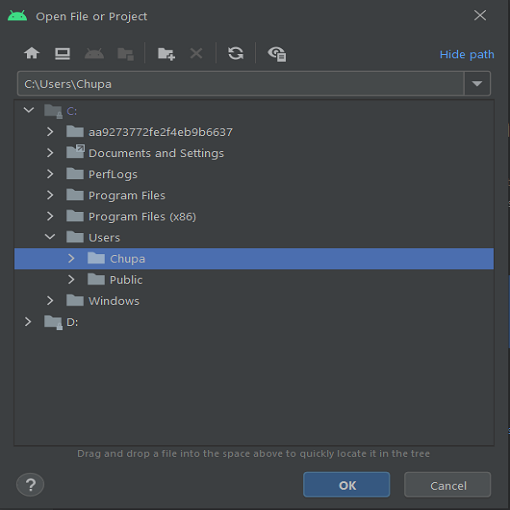 Open File or Project
Hide path
C:\Users\Chupa
C:
aa9273772fe2f4eb9b6637
Documents and Settings
PerfLogs
Program Files
Program Files (x86)
Users
Chupa
Public
Windows
D:
Drag and drop a file into the space above to quickly locate it in the tree
? OK Cancel